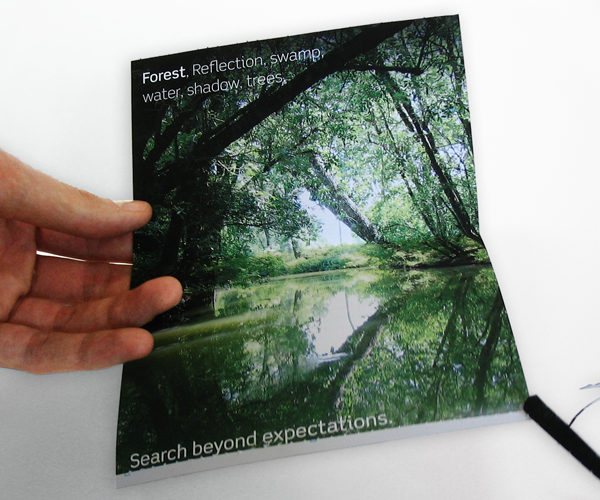 Forest, Reflection, swamp,
water, shadow, trees,
Search beyond expectations.